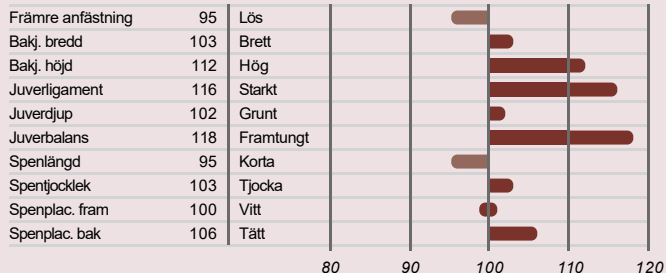 Främre anfästning 95 Lös
Bakj. bredd 103 Brett
Bakj. höjd 112 Hög
Juverligament 116 Starkt
Juverdjup 102 Grunt
Juverbalans 118 Framtungt
Spenlängd 95 Korta
Spentjocklek 103 Tjocka
Spenplac. fram 100 Vitt
Spenplac. bak 106 Tätt
80 90 100 110 120